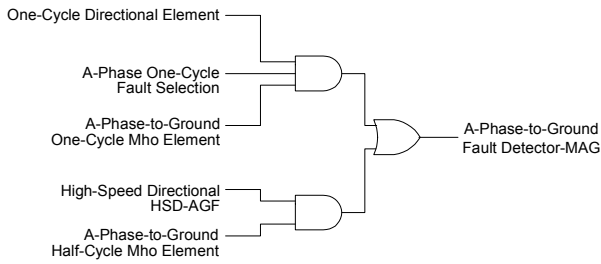 One-Cycle Directional Element
A-Phase One-Cycle
Fault Selection
A-Phase-to-Ground
One-Cycle Mho Element
High-Speed Directional
HSD-AGF
A-Phase-to-Ground
Half-Cycle Mho Element
A-Phase-to-Ground
Fault Detector-MAG